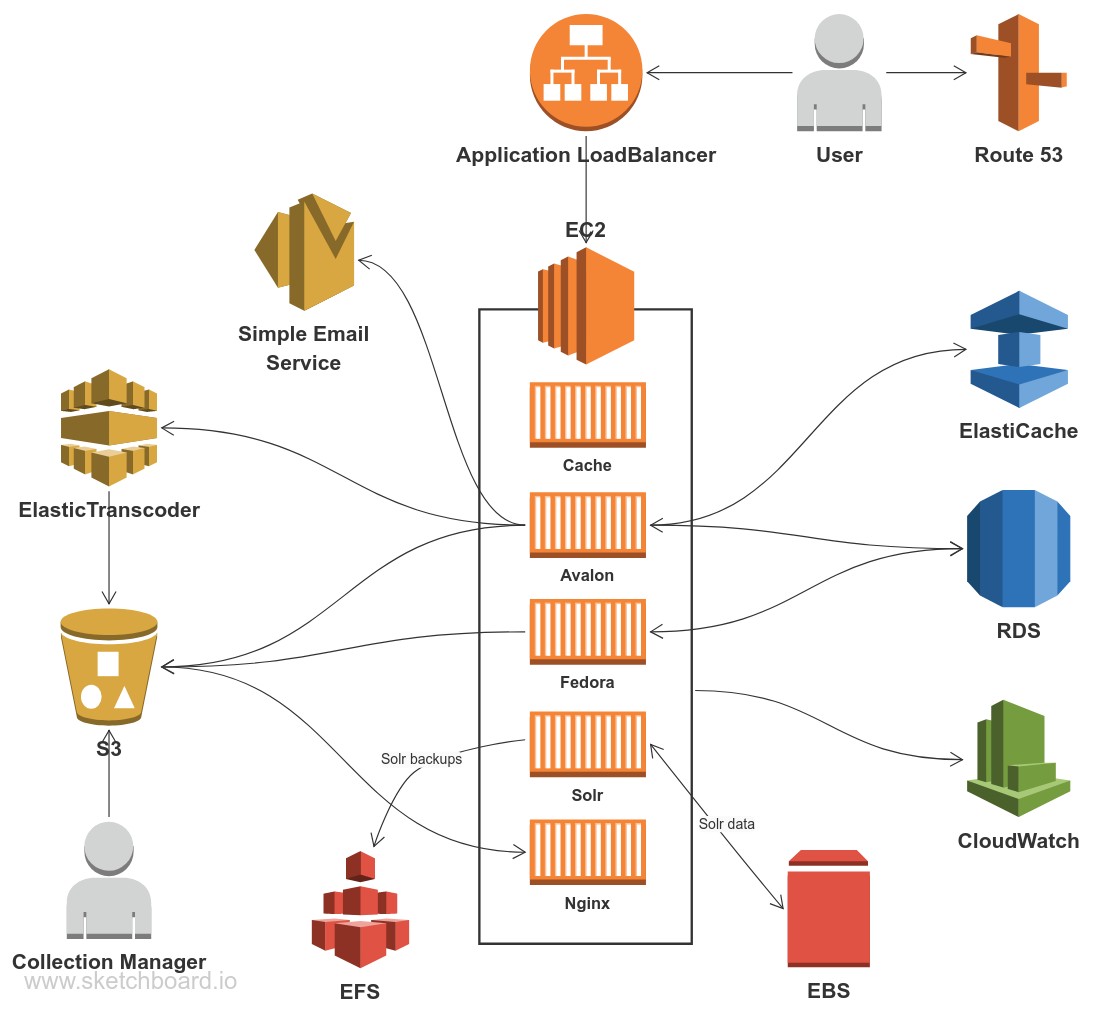 Application LoadBalancer
User
Route 53
EC2
Simple Email
Service
ElastiCache
Cache
ElasticTranscoder
Avalon
RDS
Fedora
S3
Solr backups
Solr
Solr data
CloudWatch
Nginx
Collection Manager
www.sketchboard.io
EFS
EBS